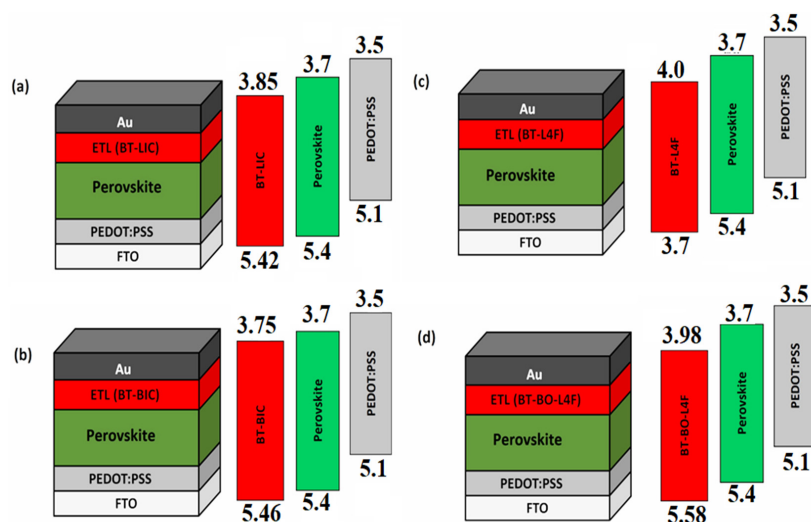 (a)
3.85
3.7
3.5
Au
ETL (BT-LIC)
Perovskite
PEDOT:PSS
FTO
BT-LIC
Perovskite
PEDOT:PSS
5.42
5.4
5.1
(c)
4.0
3.7
3.5
Au
ETL (BT-L4F)
Perovskite
PEDOT:PSS
FTO
BT-L4F
Perovskite
PEDOT:PSS
3.7
5.4
5.1
(b)
3.75
3.7
3.5
Au
ETL (BT-BIC)
Perovskite
PEDOT:PSS
FTO
BT-BIC
Perovskite
PEDOT:PSS
5.46
5.4
5.1
(d)
3.98
3.7
3.5
Au
ETL (BT-BO-L4F)
Perovskite
PEDOT:PSS
FTO
BT-BO-L4F
Perovskite
PEDOT:PSS
5.58
5.4
5.1